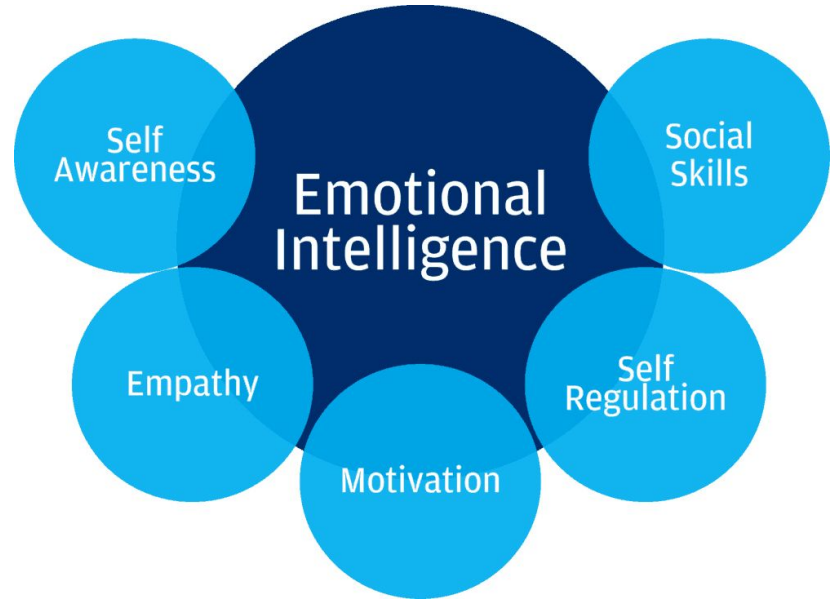 Self
Awareness
Emotional
Intelligence
Social
Skills
Empathy
Motivation
Self
Regulation